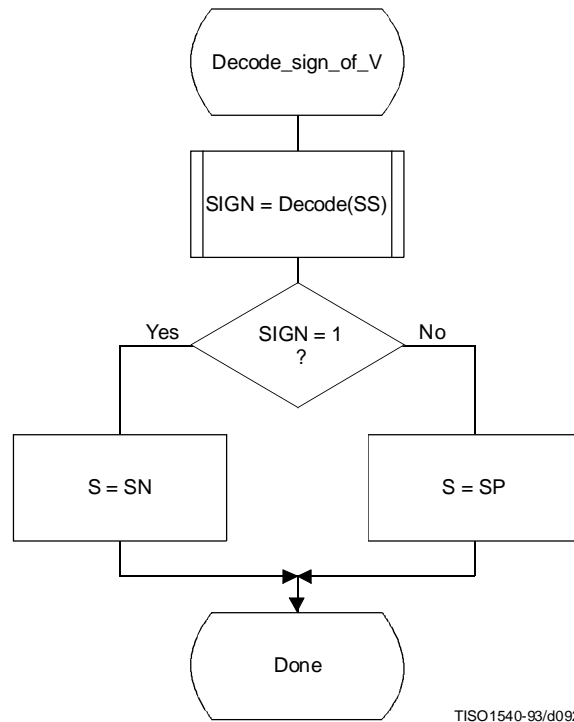 Decode_sign_of_V
SIGN = Decode(SS)
SIGN = 1
?
Yes
No
S = SN
S = SP
Done